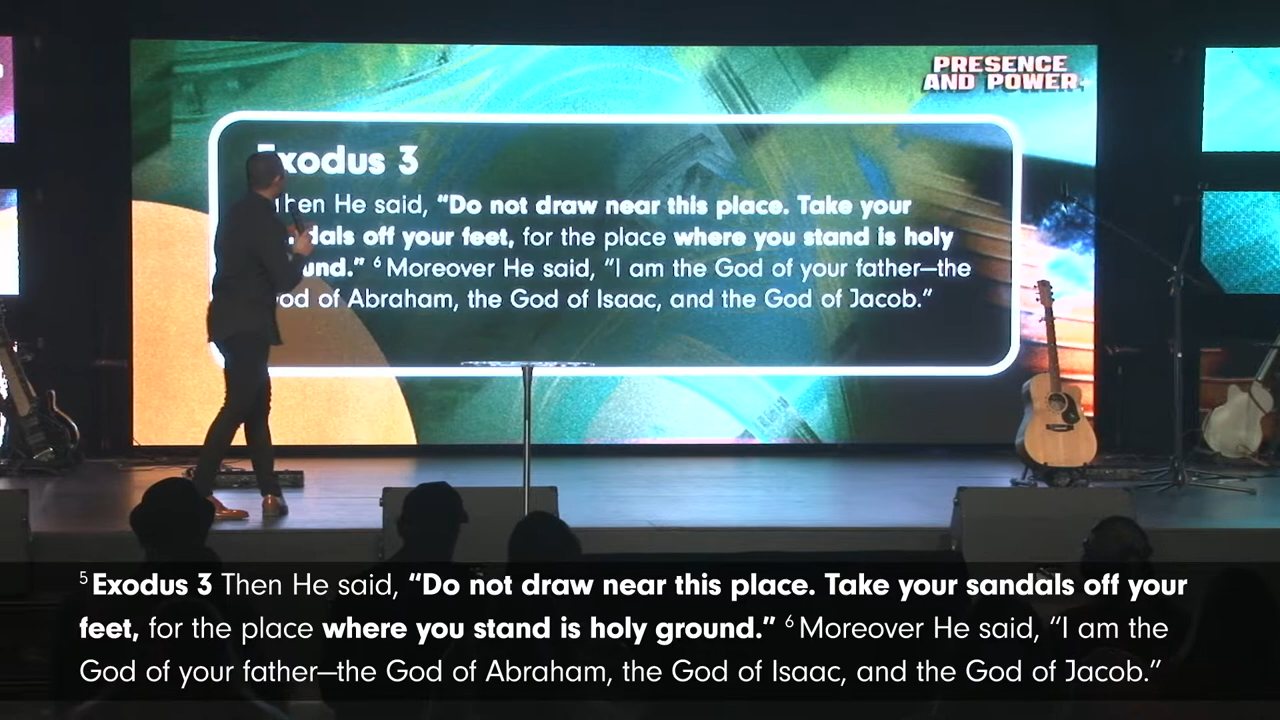 PRESENCE
AND POWER
Exodus 3
Then He said, “Do not draw near this place. Take your
off your feet, for the place where you stand is holy
Moreover He said, “I am the God of your father—the
of Abraham, the God of Isaac, and the God of Jacob.”
⁵ Exodus 3 Then He said, “Do not draw near this place. Take your sandals off your
feet, for the place where you stand is holy ground.” ⁶ Moreover He said, “I am the
God of your father—the God of Abraham, the God of Isaac, and the God of Jacob.”